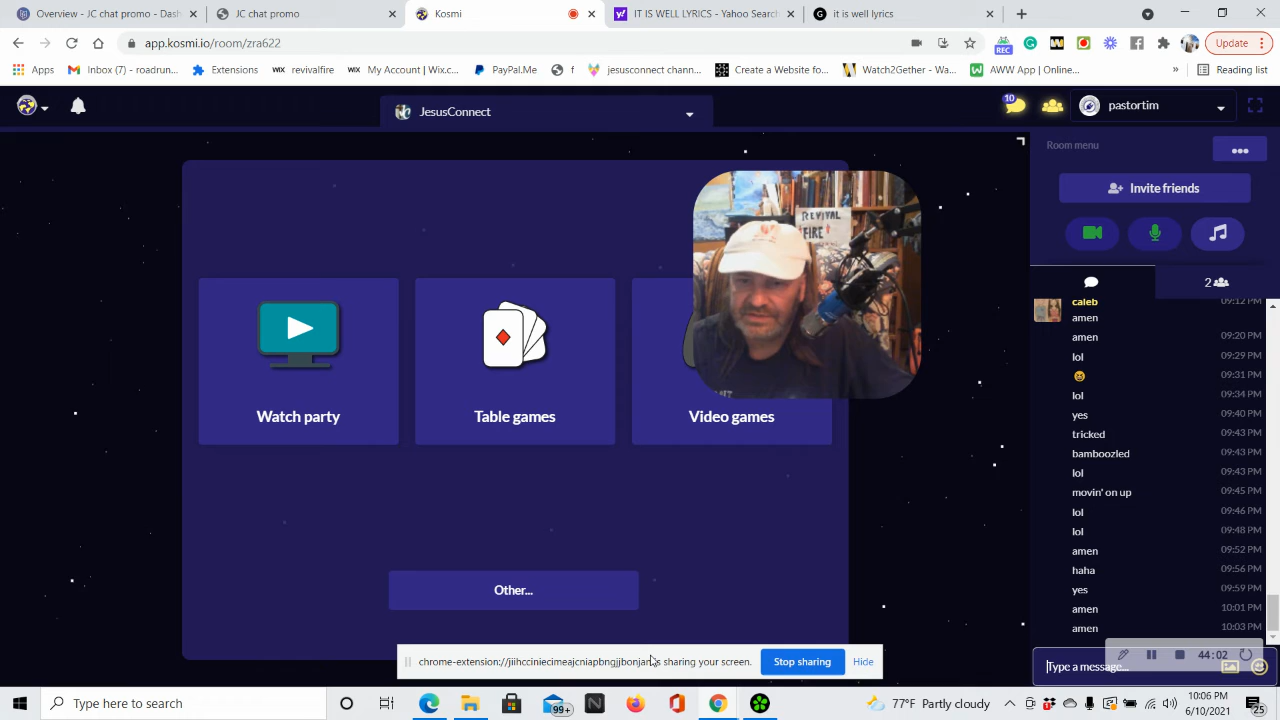 Overview - JC chat promo - Dash
JC chat promo
Kosmi
IT IS WELL LYRICS - Yahoo Searc
it is well lyrics
app.kosmi.io/room/zra622
REC
Update
Apps
Inbox (7) - roadrun...
Extensions
WIX
revivefire
WIX
My Account | Wix.c...
PayPal.Me
f
jesusconnect chann...
Create a Website fo...
Watch2Gether - Wa...
AWW App | Online...
»
Reading list
JesusConnect
10
pastortim
Room menu
Invite friends
2
REVIVAL
FIRE
Watch party
Table games
Video games
Other...
caleb 09:12 PM
amen
amen 09:20 PM
lol 09:29 PM
09:31 PM
lol 09:34 PM
yes 09:40 PM
tricked 09:43 PM
bamboozled 09:43 PM
lol 09:43 PM
movin' on up 09:45 PM
lol 09:46 PM
lol 09:48 PM
amen 09:52 PM
haha 09:56 PM
yes 09:59 PM
amen 10:01 PM
amen 10:03 PM
44:02
Type a message...
sharing your screen.
Stop sharing
Hide
Type here to search
99+
77°F Partly cloudy
10:06 PM
6/10/2021
25